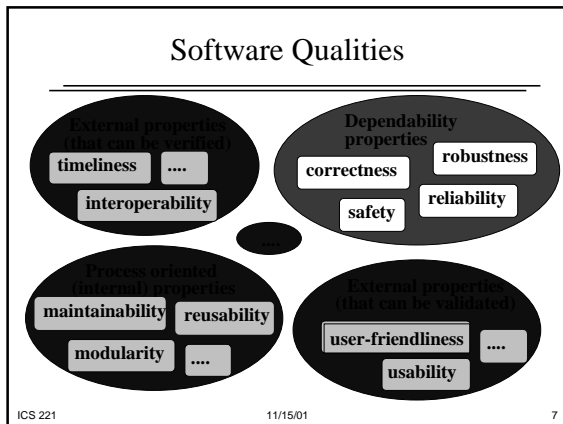 Software Qualities
External properties
(that can be verified)
timeliness
....
interoperability
Dependability
properties
correctness
robustness
safety
reliability
....
Process oriented
(internal) properties
maintainability
reusability
modularity
....
External properties
(that can be validated)
user-friendliness
....
usability
ICS 221
11/15/01
7